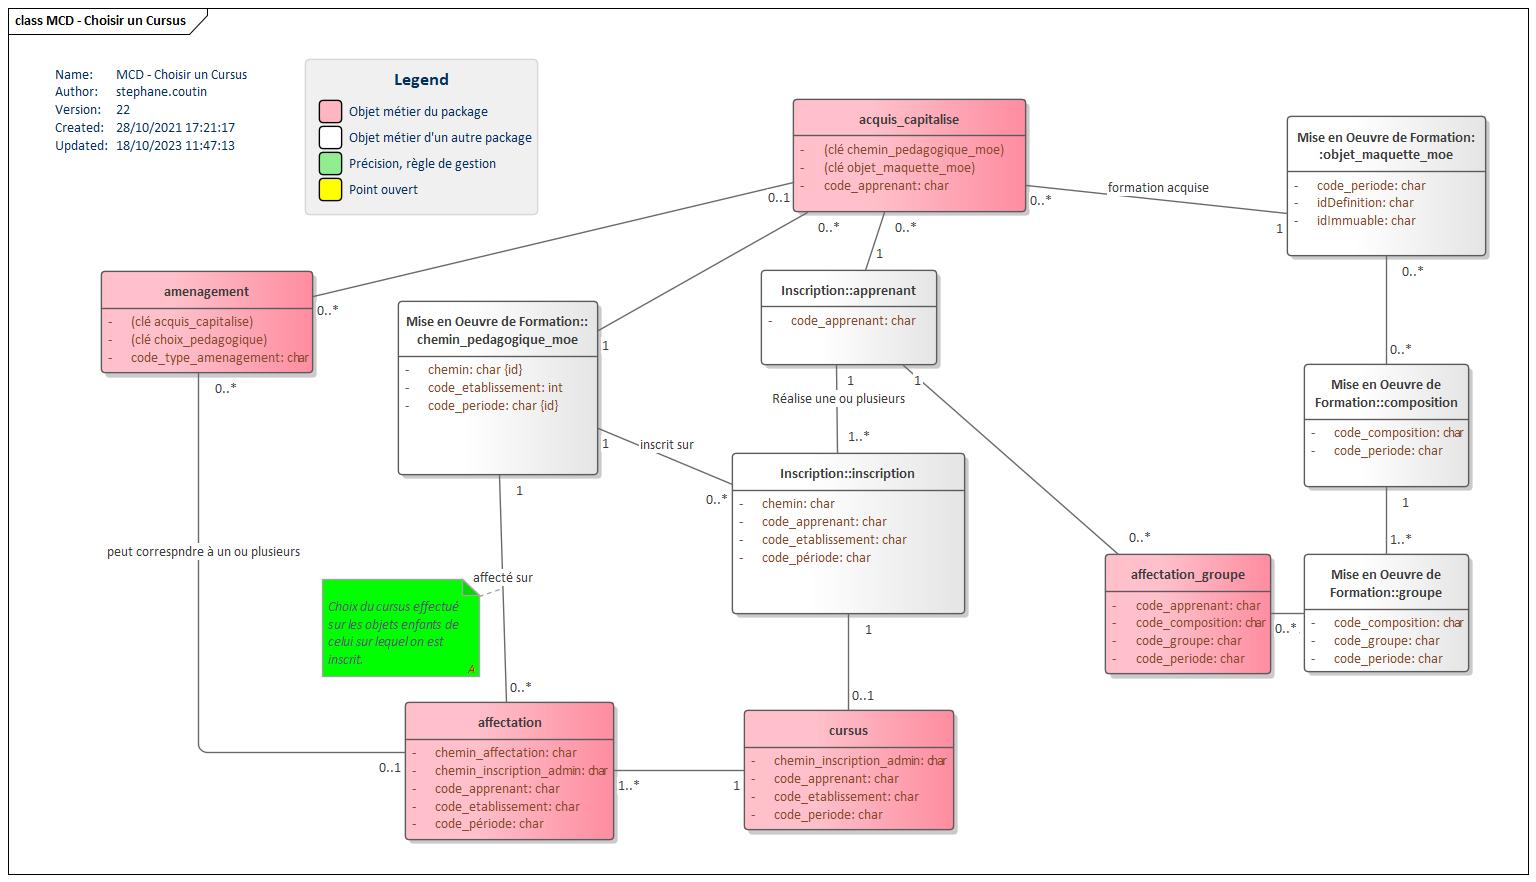 class MCD - Choisir un Cursus
Name: MCD - Choisir un Cursus
Author: stephane.coutin
Version: 22
Created: 28/10/2021 17:21:17
Updated: 18/10/2023 11:47:13
Legend
Objet métier du package
Objet métier d'un autre package
Précision, règle de gestion
Point ouvert
acquis_capitalise
- (clé chemin_pedagogique_moe)
- (clé objet_maquette_moe)
- code_apprenant: char
0..1
0..*
0..*
0..*
formation acquise
1
Mise en Oeuvre de Formation:
:objet_maquette_moe
- code_periode: char
- idDefinition: char
- idImmuable: char
0..*
0..*
amenagement
- (clé acquis_capitalise)
- (clé choix_pedagogique)
- code_type_amenagement: char
0..*
0..*
Mise en Oeuvre de Formation::
chemin_pedagogique_moe
- chemin: char {id}
- code_etablissement: int
- code_periode: char {id}
1
1
1
inscrit sur
0..*
1
Inscription::apprenant
- code_apprenant: char
1
1
Réalise une ou plusieurs
1..*
Inscription::inscription
- chemin: char
- code_apprenant: char
- code_etablissement: char
- code_période: char
1
0..1
Mise en Oeuvre de
Formation::composition
- code_composition: char
- code_periode: char
1
1..*
0..*
affectation_groupe
- code_apprenant: char
- code_composition: char
- code_groupe: char
- code_periode: char
0..*
Mise en Oeuvre de
Formation::groupe
- code_composition: char
- code_groupe: char
- code_periode: char
peut correspndre à un ou plusieurs
affecté sur
Choix du cursus effectué
sur les objets enfants de
celui sur lequel on est
inscrit.
A
0..*
0..1
affectation
- chemin_affectation: char
- chemin_inscription_admin: char
- code_apprenant: char
- code_etablissement: char
- code_période: char
1..*
1
cursus
- chemin_inscription_admin: char
- code_apprenant: char
- code_etablissement: char
- code_periode: char